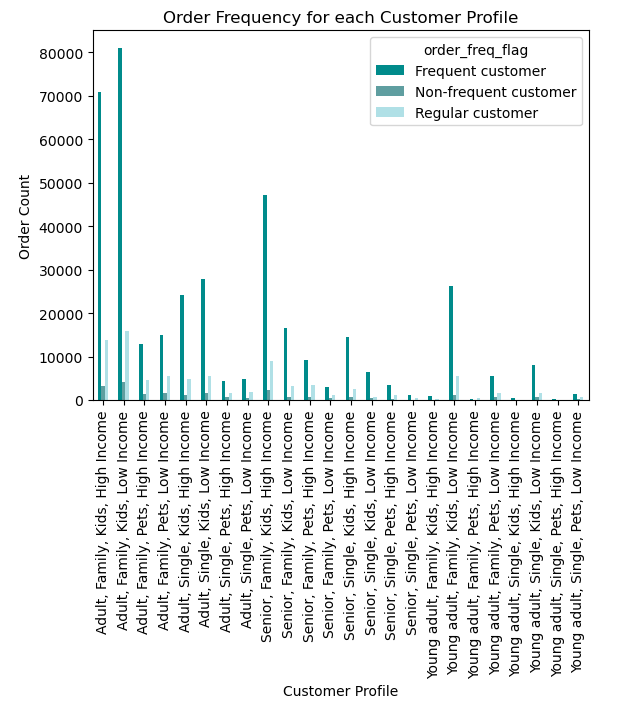 Order Frequency for each Customer Profile
order_freq_flag
Frequent customer
Non-frequent customer
Regular customer
80000
70000
60000
50000
40000
30000
20000
10000
0
Order Count
Adult, Family, Kids, High Income
Adult, Family, Kids, Low Income
Adult, Family, Pets, High Income
Adult, Family, Pets, Low Income
Adult, Single, Kids, High Income
Adult, Single, Kids, Low Income
Adult, Single, Pets, High Income
Adult, Single, Pets, Low Income
Senior, Family, Kids, High Income
Senior, Family, Kids, Low Income
Senior, Family, Pets, High Income
Senior, Family, Pets, Low Income
Senior, Single, Kids, High Income
Senior, Single, Kids, Low Income
Senior, Single, Pets, High Income
Senior, Single, Pets, Low Income
Young adult, Family, Kids, High Income
Young adult, Family, Kids, Low Income
Young adult, Family, Pets, High Income
Young adult, Family, Pets, Low Income
Young adult, Single, Kids, High Income
Young adult, Single, Kids, Low Income
Young adult, Single, Pets, High Income
Young adult, Single, Pets, Low Income
Customer Profile